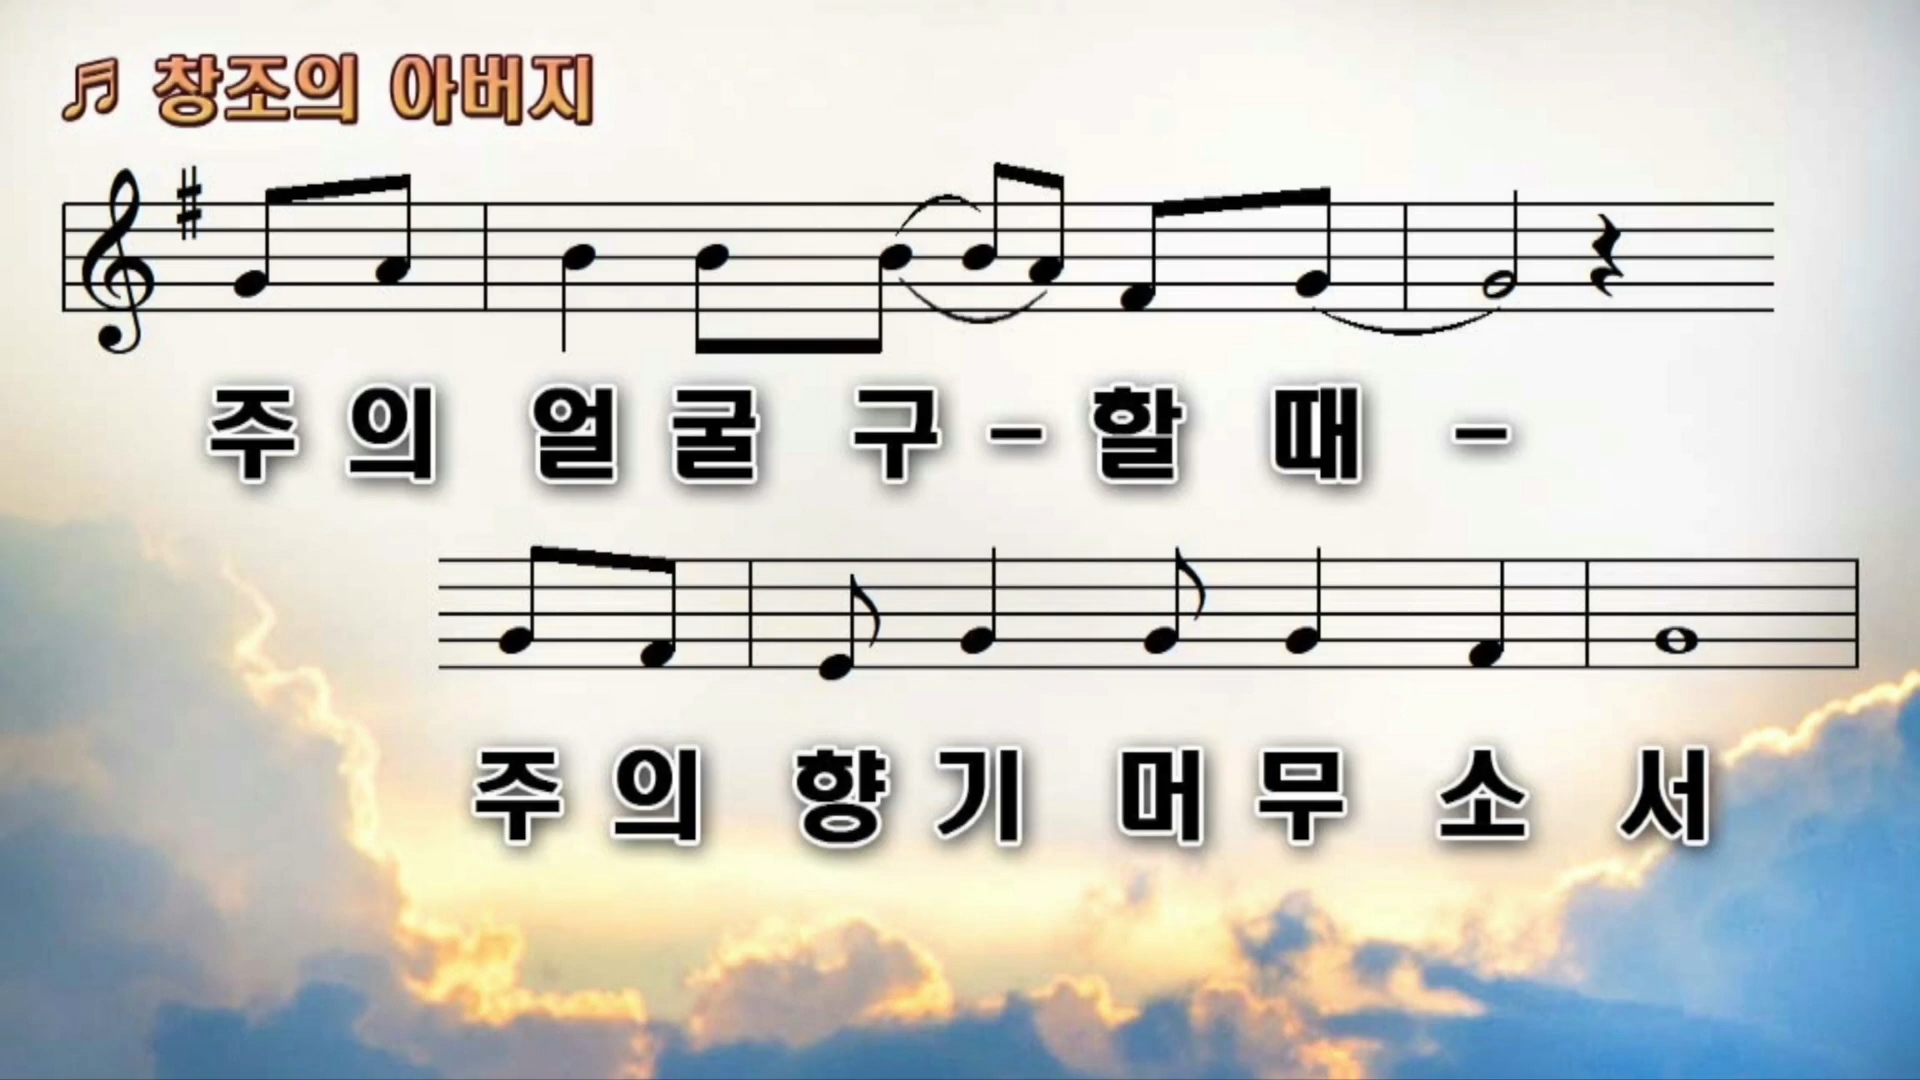 창조의 아버지
주의 얼굴 구-할 때 -
주의 향기 머무소서